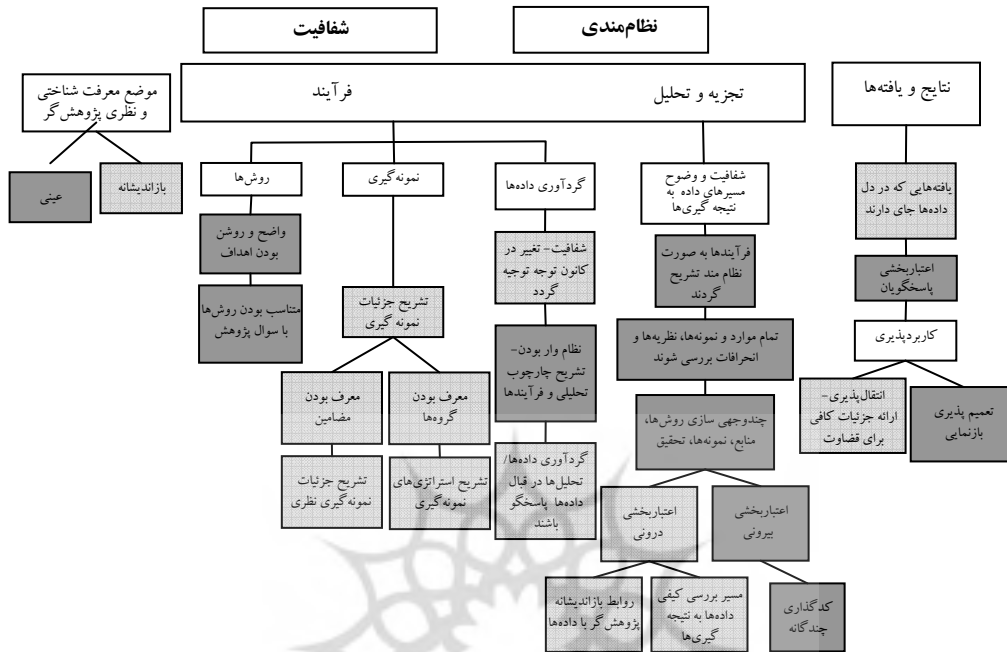 نظام‌مندی
شفافیت
نتایج و یافته‌ها
تجزیه و تحلیل
فرآیند
موضع معرفت شناختی
و نظری پژوهش‌گر
یافته‌هایی که در دل
داده‌ها جای دارند
شفافیت و وضوح
مسیرهای داده به
نتیجه گیری‌ها
گردآوری داده‌ها
نمونه‌گیری
روش‌ها
بازاندیشانه
عینی
اعتباربخشی
پاسخگویان
فرآیندها به صورت
نظام مند تشریح
گردند
شفافیت- تغییر در
کانون توجه توجیه
گردد
تشریح جزئیات
نمونه گیری
واضح و روشن
بودن اهداف
متناسب بودن روش‌ها
با سوال پژوهش
کاربردپذیری
تمام موارد و نمونه‌ها، نظریه‌ها و
انحرافات بررسی شوند
نظام وار بودن-
تشریح چارچوب
تحلیلی و فرآیندها
تعمیم پذیری
بازنمایی
انتقال‌پذیری-
ارائه جزئیات کافی
برای قضاوت
چندوجهی سازی روش‌ها،
منابع، نمونه‌ها، تحقیق
معرف بودن
گروه‌ها
معرف بودن
مضامین
گردآوری داده‌ها/
تحلیل‌ها در قبال
داده‌ها پاسخگو
باشند
تشریح استراتژی‌های
نمونه‌گیری
تشریح جزئیات
نمونه‌گیری نظری
اعتباربخشی
بیرونی
اعتباربخشی
درونی
کدگذاری
چندگانه
مسیر بررسی کیفی
داده‌ها به نتیجه
گیری‌ها
روابط بازاندیشانه
پژوهش‌گر با داده‌ها